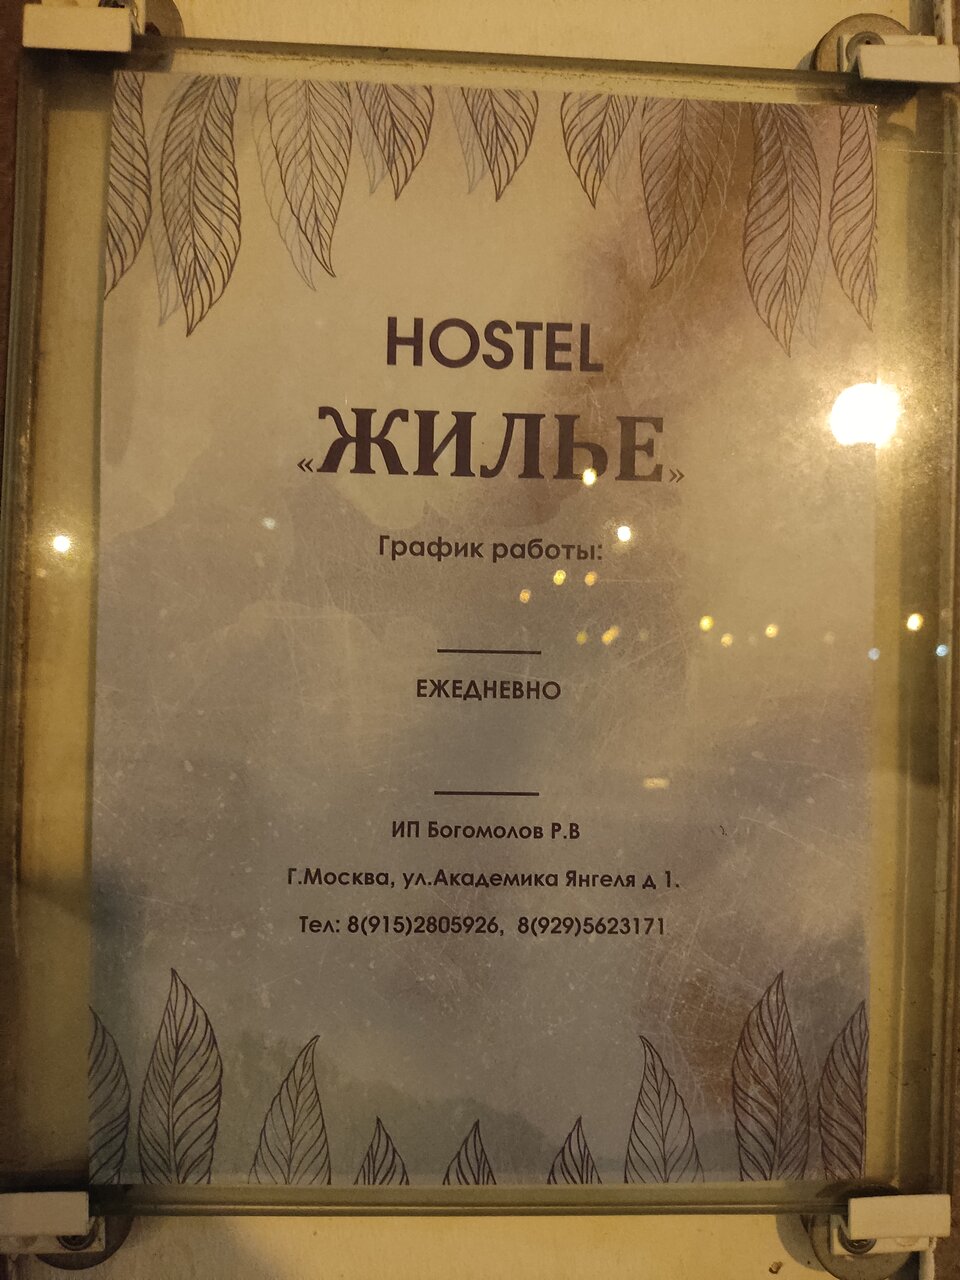 HOSTEL
«ЖИЛЬЕ»
График работы:
ЕЖЕДНЕВНО
ИП Богомолов Р.В
Г.Москва, ул.Академика Янгеля д 1.
Тел: 8(915)2805926, 8(929)5623171